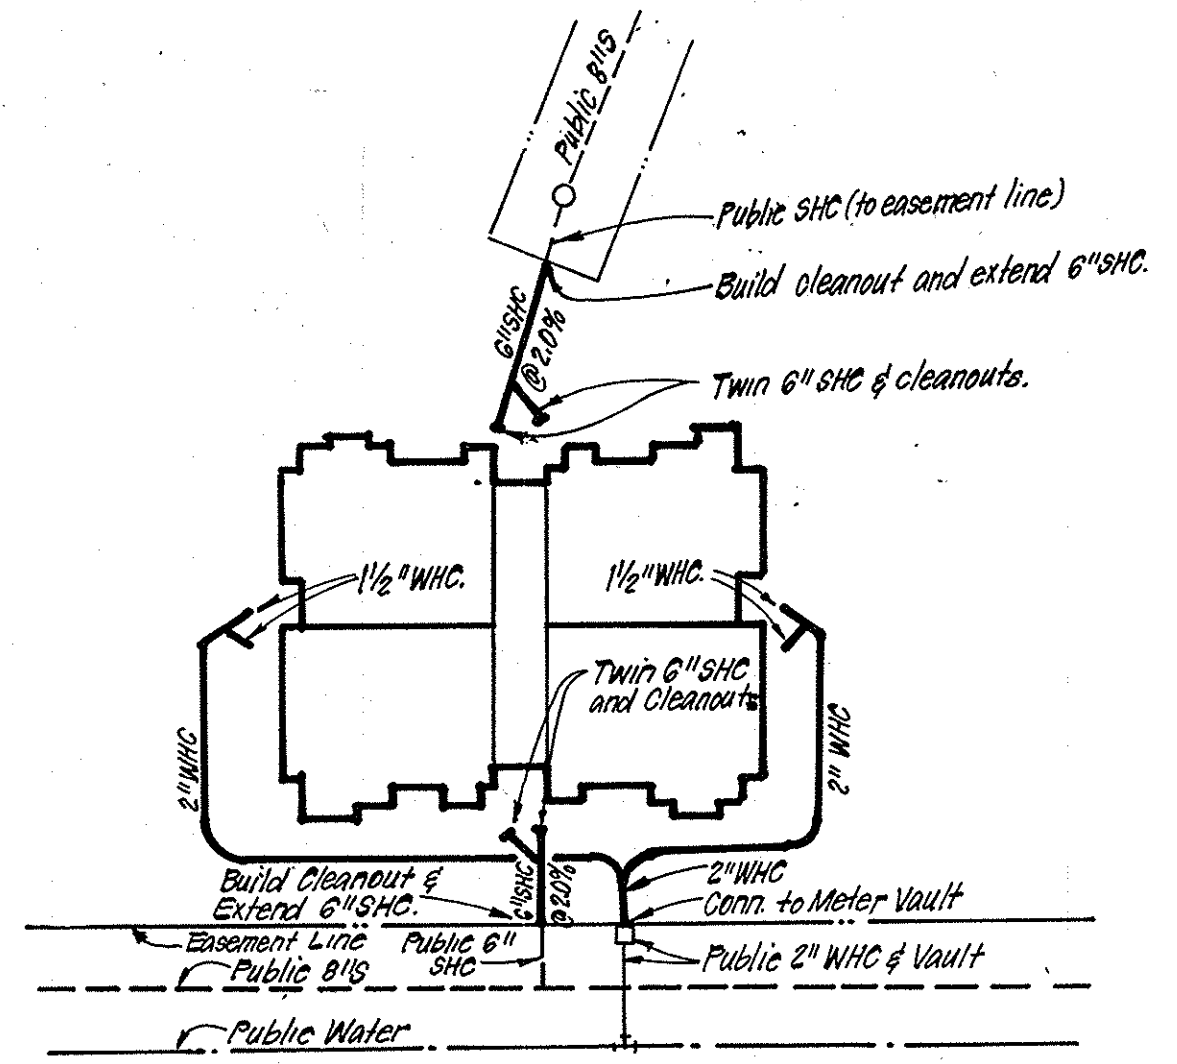 Public 8"S
Public SHC (to easement line)
Build cleanout and extend 6"SHC.
6"SHC
@ 2.0%
Twin 6"SHC & cleanouts.
1½"WHC.
1½"WHC.
Twin 6"SHC
and Cleanouts
2"WHC
2" WHC
Build Cleanout &
Extend 6"SHC.
6"SHC
@ 2.0%
2"WHC
Conn. to Meter Vault
Easement Line
Public 6"
SHC
Public 2" WHC & Vault
Public 8"S
Public Water